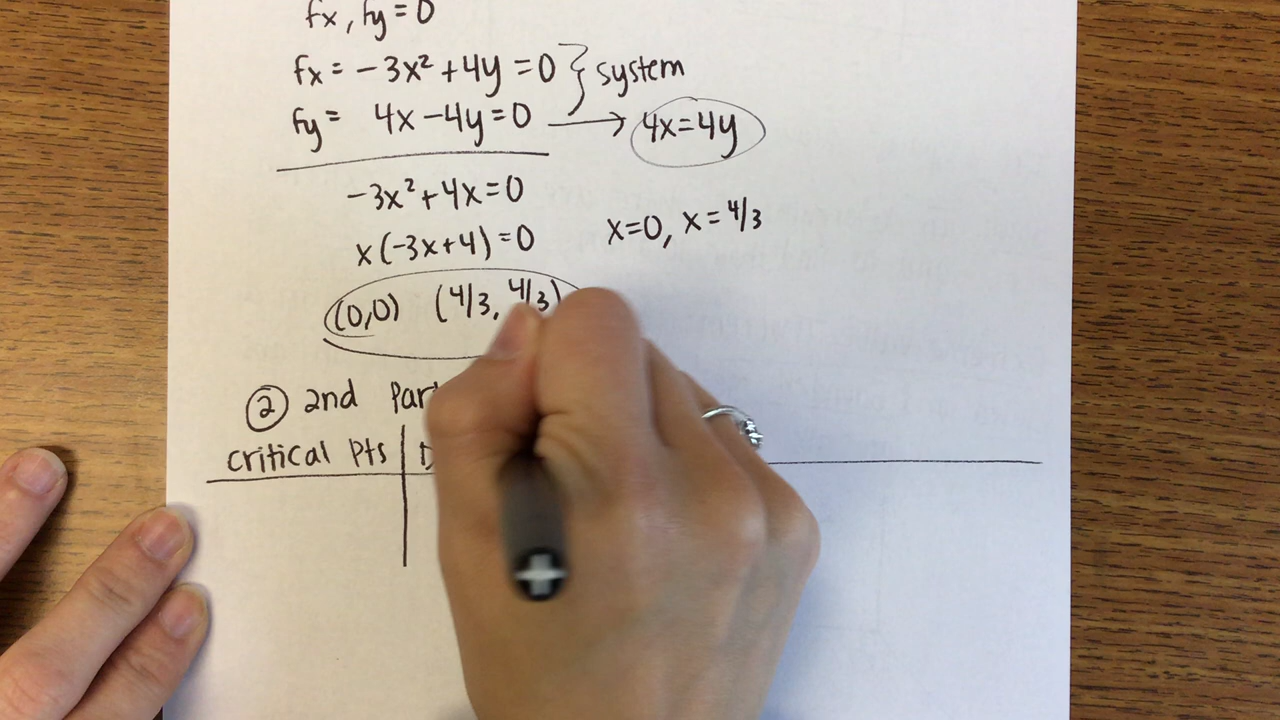 fx, fy = 0
fx = -3x² + 4y = 0 } system
fy = 4x - 4y = 0 → 4x = 4y
-3x² + 4x = 0
x(-3x+4) = 0 x=0, x = 4/3
(0,0) (4/3, 4/3)
② 2nd
critical Pts